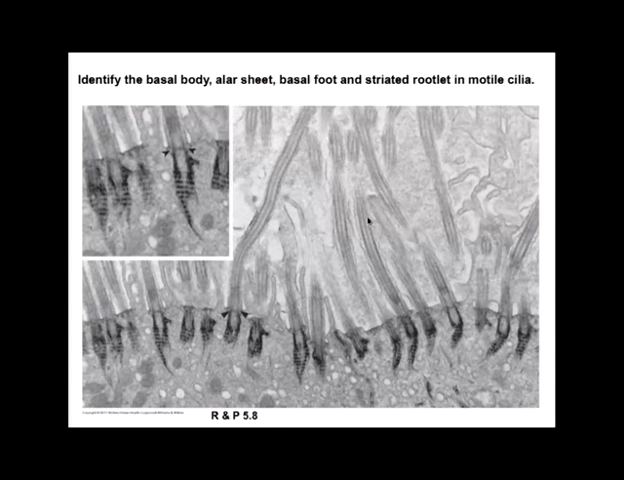 Identify the basal body, alar sheet, basal foot and striated rootlet in motile cilia.
R & P 5.8